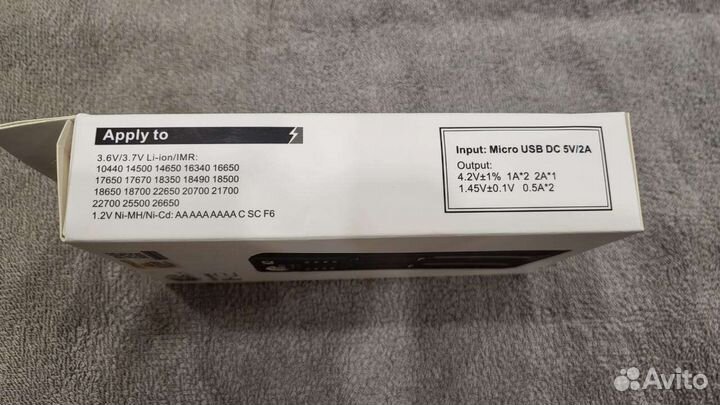 Apply to
3.6V/3.7V Li-ion/IMR:
10440 14500 14650 16340 16650
17650 17670 18350 18490 18500
18650 18700 22650 20700 21700
22700 25500 26650
1.2V Ni-MH/Ni-Cd: AA AAA AAAA C SC F6
Input: Micro USB DC 5V/2A
Output:
4.2V±1% 1A*2 2A*1
1.45V±0.1V 0.5A*2
Avito